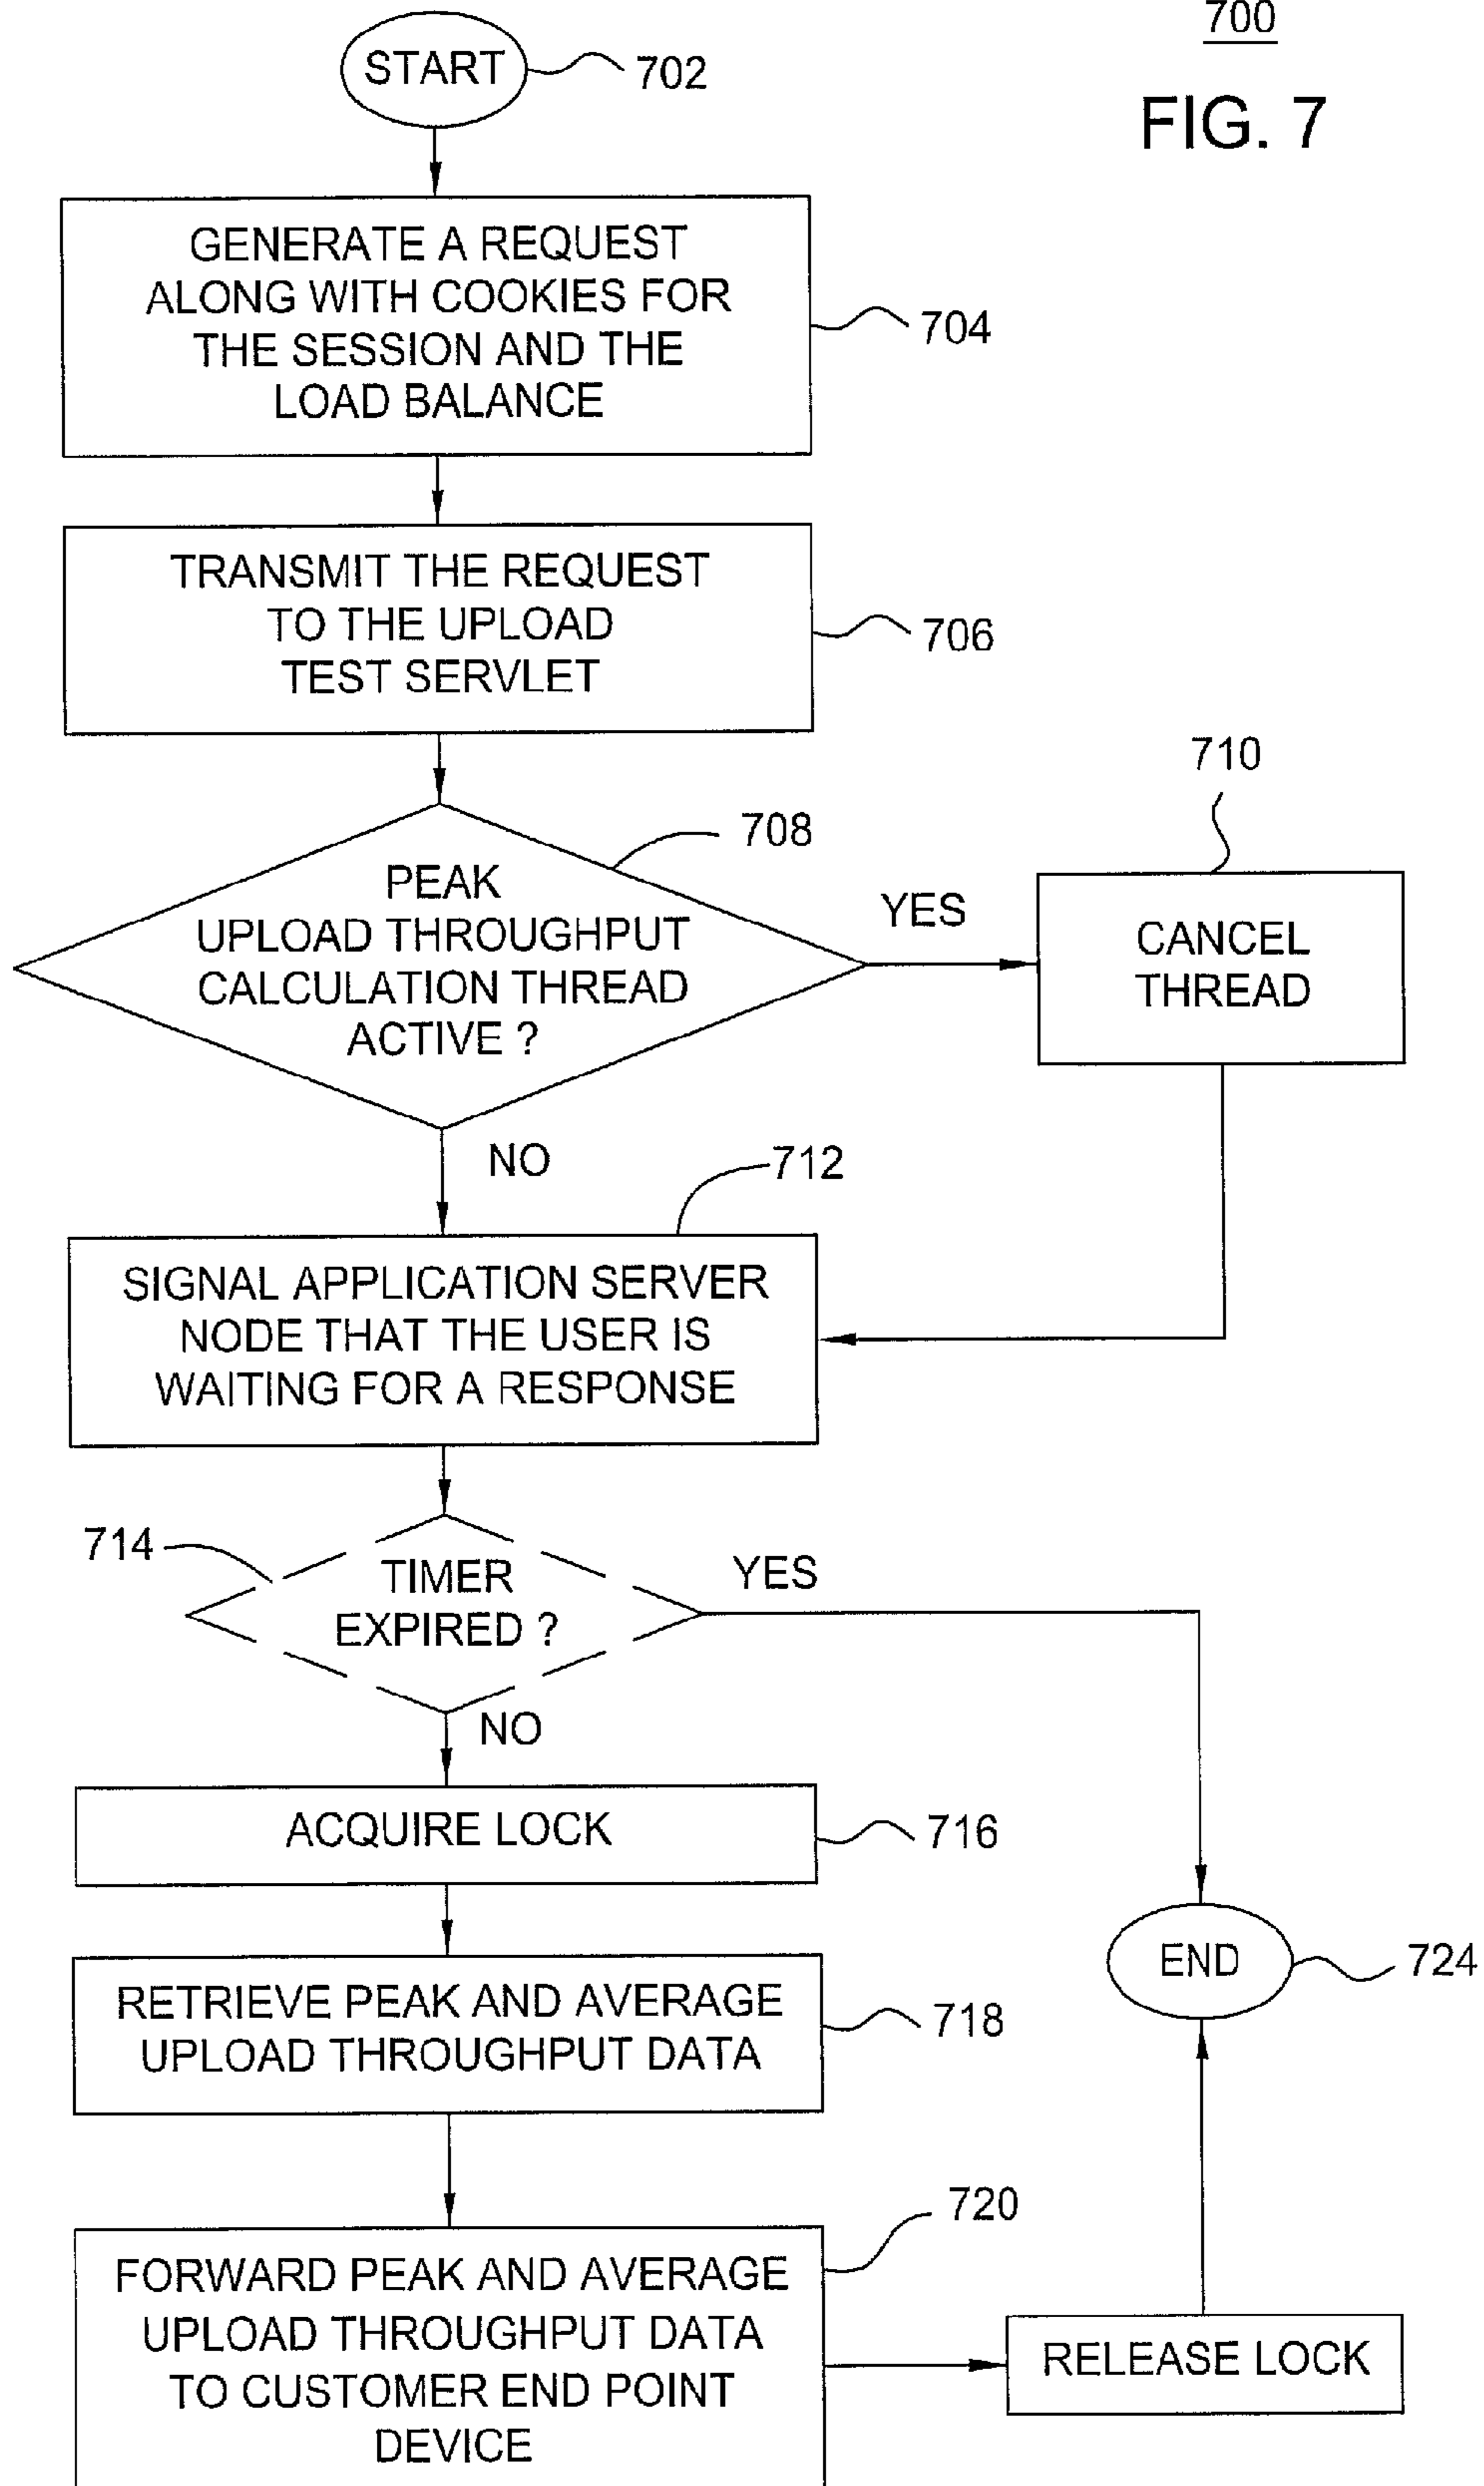 700
FIG. 7
START
702
GENERATE A REQUEST
ALONG WITH COOKIES FOR
THE SESSION AND THE
LOAD BALANCE
704
TRANSMIT THE REQUEST
TO THE UPLOAD
TEST SERVLET
706
708
PEAK
UPLOAD THROUGHPUT
CALCULATION THREAD
ACTIVE ?
YES
710
CANCEL
THREAD
NO
712
SIGNAL APPLICATION SERVER
NODE THAT THE USER IS
WAITING FOR A RESPONSE
714
TIMER
EXPIRED ?
YES
NO
ACQUIRE LOCK
716
RETRIEVE PEAK AND AVERAGE
UPLOAD THROUGHPUT DATA
718
END
724
720
FORWARD PEAK AND AVERAGE
UPLOAD THROUGHPUT DATA
TO CUSTOMER END POINT
DEVICE
RELEASE LOCK